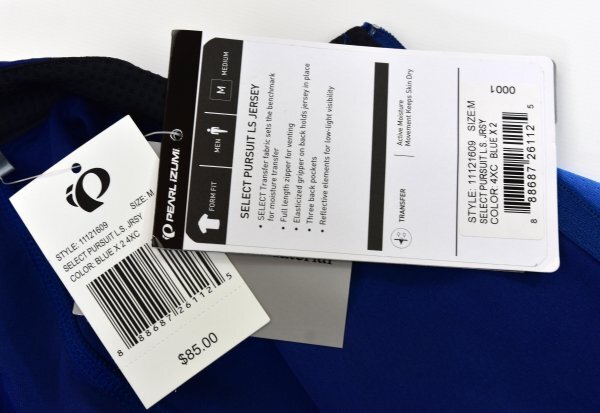 STYLE: 11121609 SIZE: M
SELECT PURSUIT L.S. JRSY
COLOR: BLUE X 2 4XC
8 88687 26112 5
$85.00
PEARL IZUMI
FORM FIT
MEN
M MEDIUM
SELECT PURSUIT LS JERSEY
• SELECT Transfer fabric sets the benchmark
for moisture transfer
• Full length zipper for venting
• Elasticized gripper on back holds jersey in place
• Three back pockets
• Reflective elements for low-light visibility
TRANSFER
Active Moisture
Movement Keeps Skin Dry
STYLE: 11121609 SIZE:M
SELECT PURSUIT L.S. JRSY
COLOR: 4XC BLUE X 2
8 88687 26112 5
0001